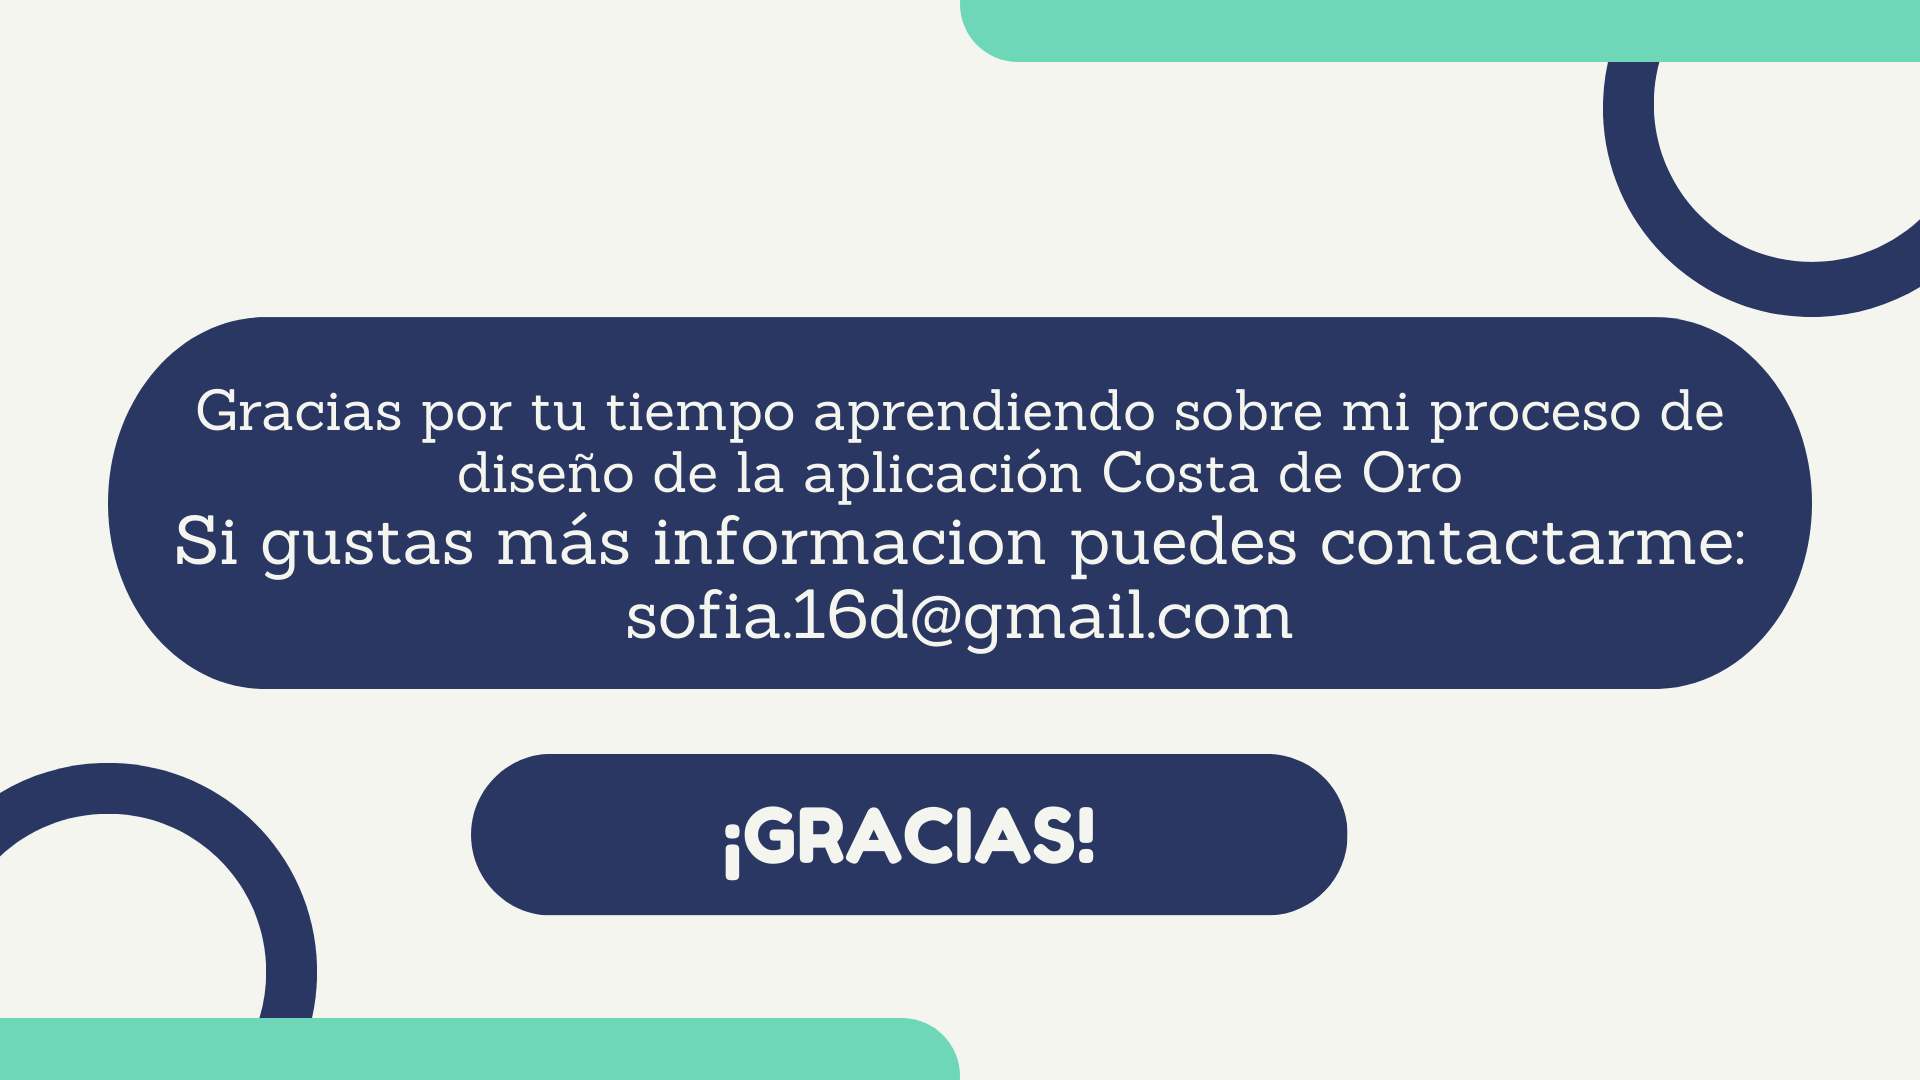 Gracias por tu tiempo aprendiendo sobre mi proceso de
diseño de la aplicación Costa de Oro
Si gustas más informacion puedes contactarme:
sofia.16d@gmail.com
¡GRACIAS!